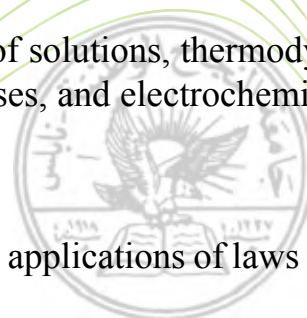 of solutions, thermody
ses, and electrochemi
applications of laws